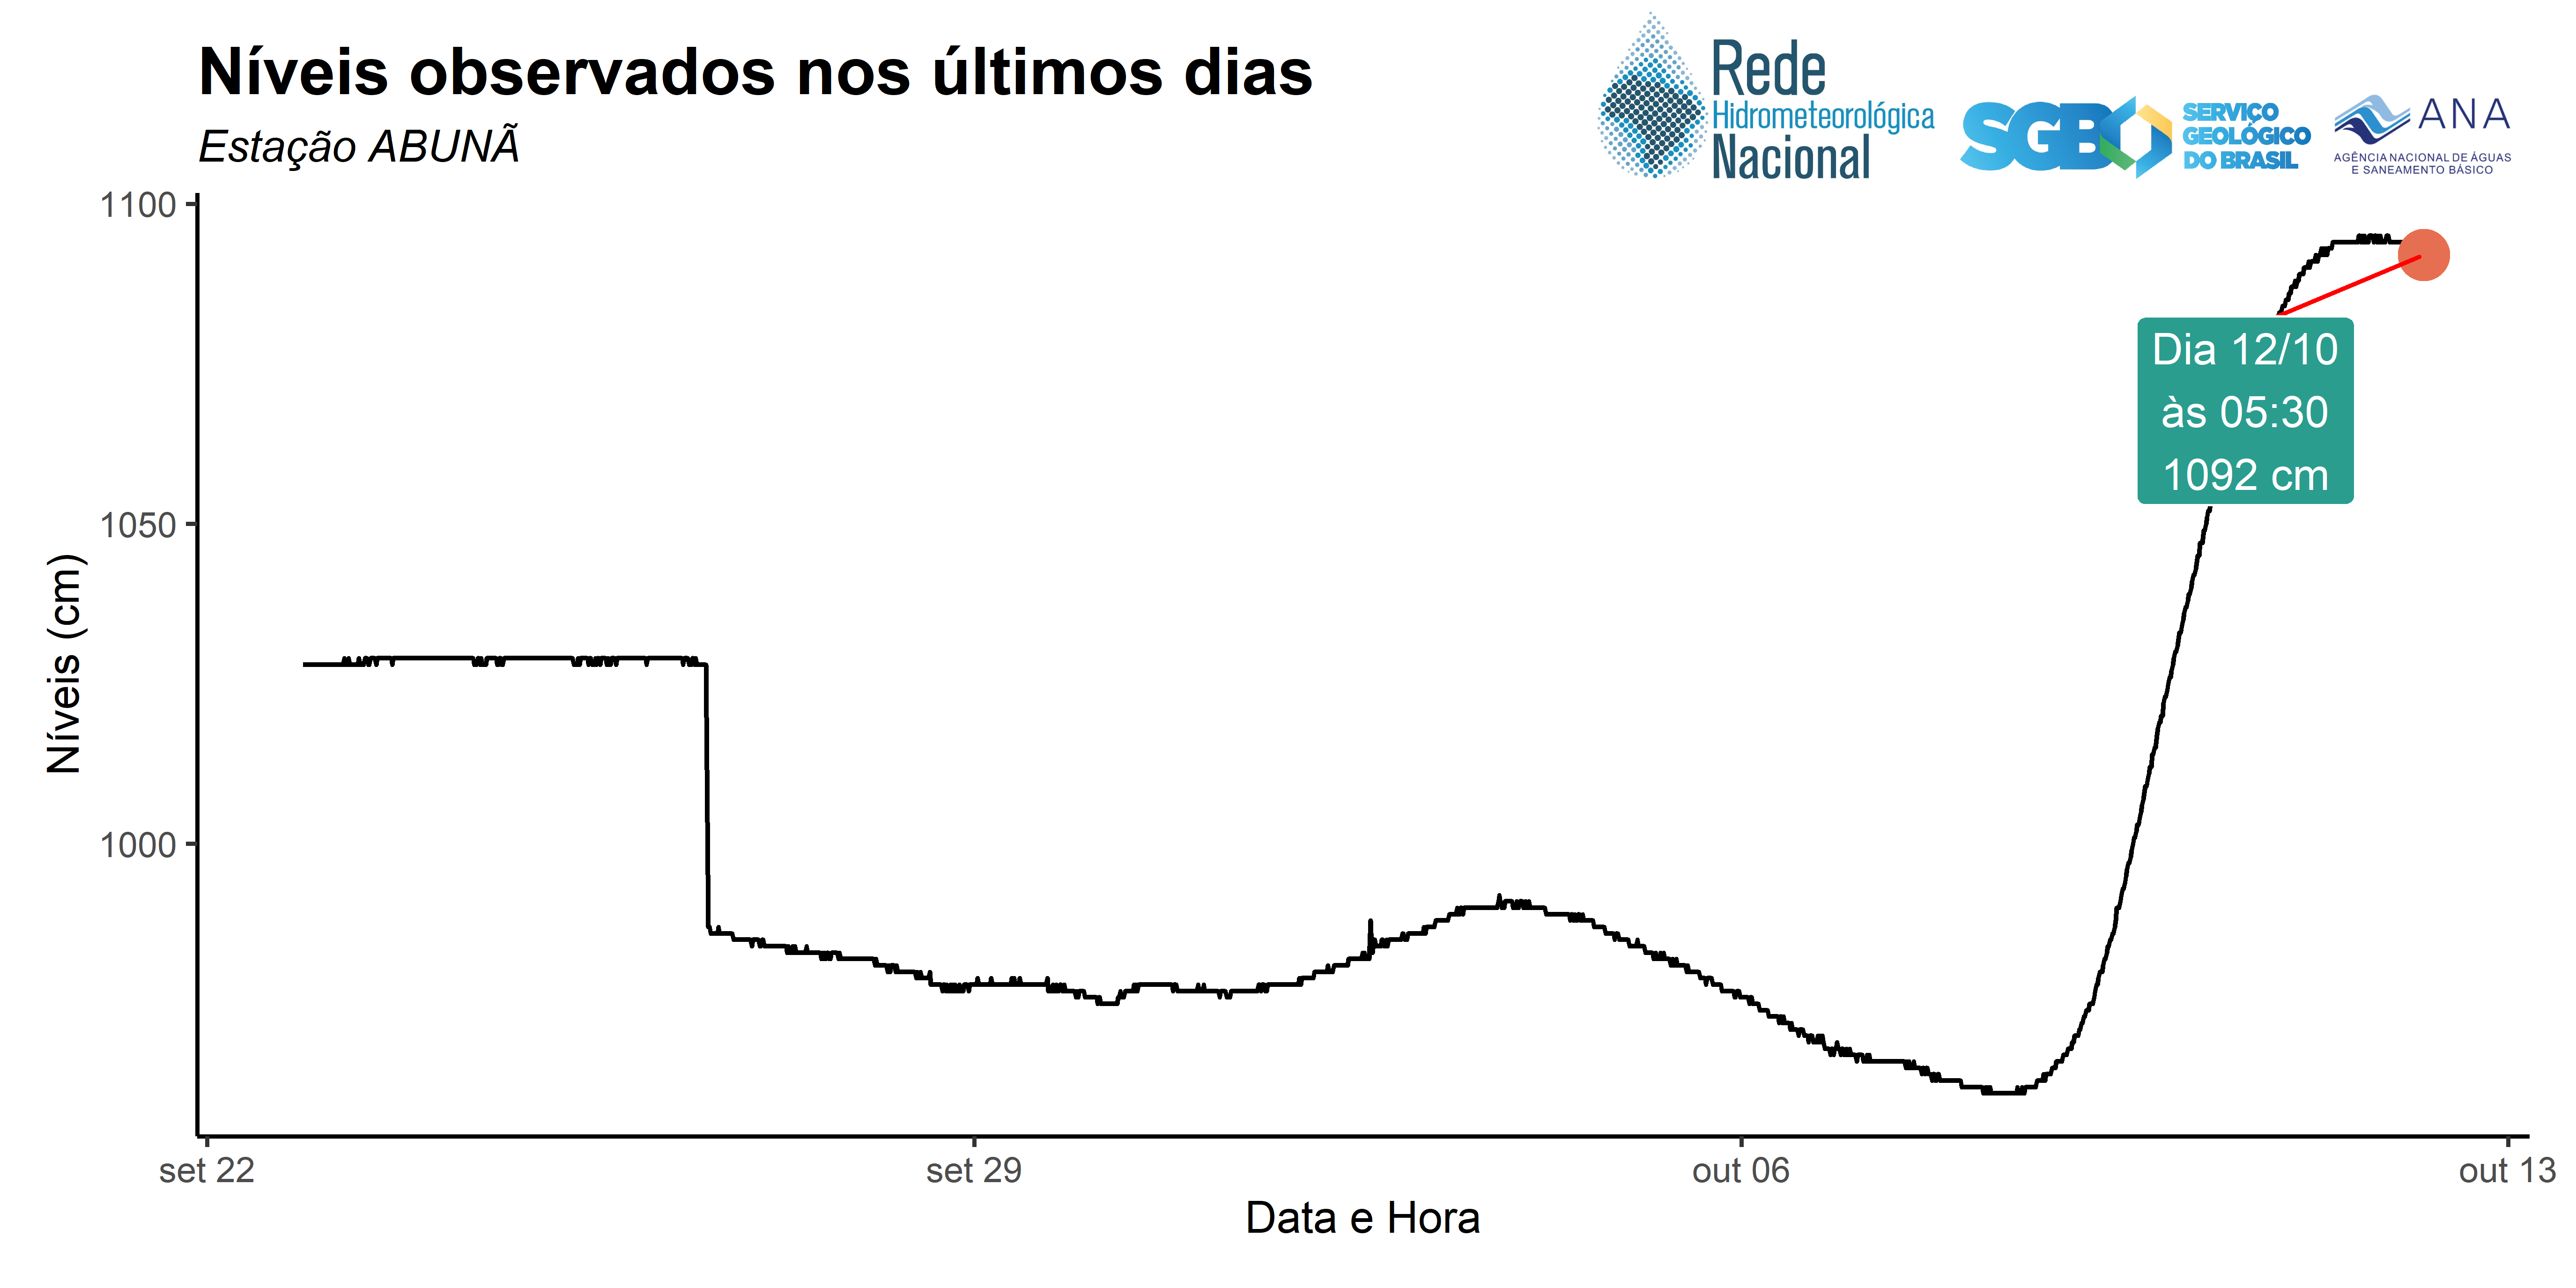 Níveis observados nos últimos dias
Estação ABUNÃ
Rede
Hidrometeorológica
Nacional
SGB
SERVIÇO
GEOLÓGICO
DO BRASIL
ANA
AGÊNCIA NACIONAL DE ÁGUAS
E SANEAMENTO BÁSICO
Níveis (cm)
1100
1050
1000
Dia 12/10
às 05:30
1092 cm
set 22
set 29
out 06
out 13
Data e Hora